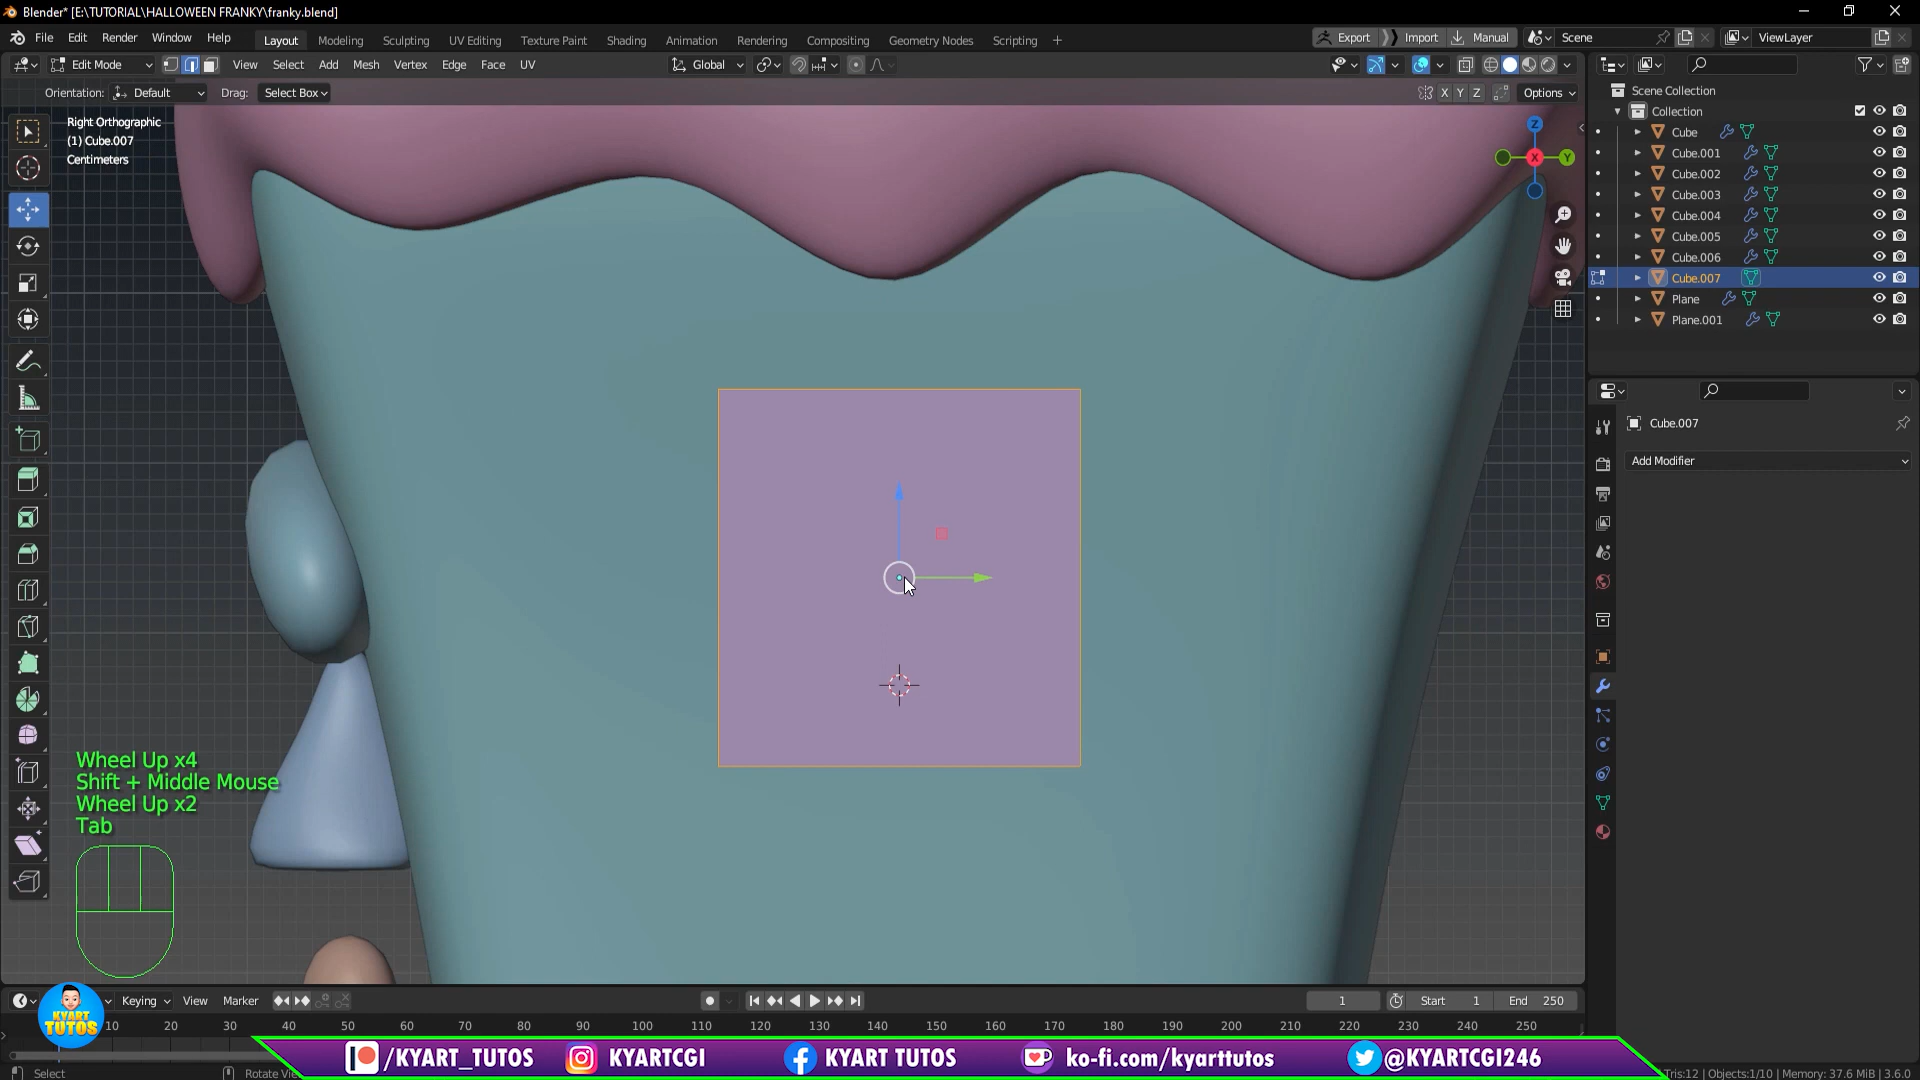 Blender* [E:\TUTORIAL\HALLOWEEN FRANKY\franky.blend]
File Edit Render Window Help
Layout Modeling Sculpting UV Editing Texture Paint Shading Animation Rendering Compositing Geometry Nodes Scripting +
Export Import Manual Scene ViewLayer
Edit Mode View Select Add Mesh Vertex Edge Face UV Global
Orientation: Default Drag: Select Box X Y Z Options
Right Orthographic
(1) Cube.007
Centimeters
Z
X
Y
Scene Collection
Collection
Cube
Cube.001
Cube.002
Cube.003
Cube.004
Cube.005
Cube.006
Cube.007
Plane
Plane.001
Cube.007
Add Modifier
Wheel Up x4
Shift + Middle Mouse
Wheel Up x2
Tab
Keying View Marker 1 Start 1 End 250
10 20 30 40 50 60 70 80 90 100 110 120 130 140 150 160 170 180 190 200 210 220 230 240 250
KYART
TUTOS
/KYART_TUTOS KYARTCGI KYART TUTOS ko-fi.com/kyarttutos @KYARTCGI246
Select Rotate Vie Tris:12 | Objects:1/10 | Memory: 37.6 MiB | 3.6.0